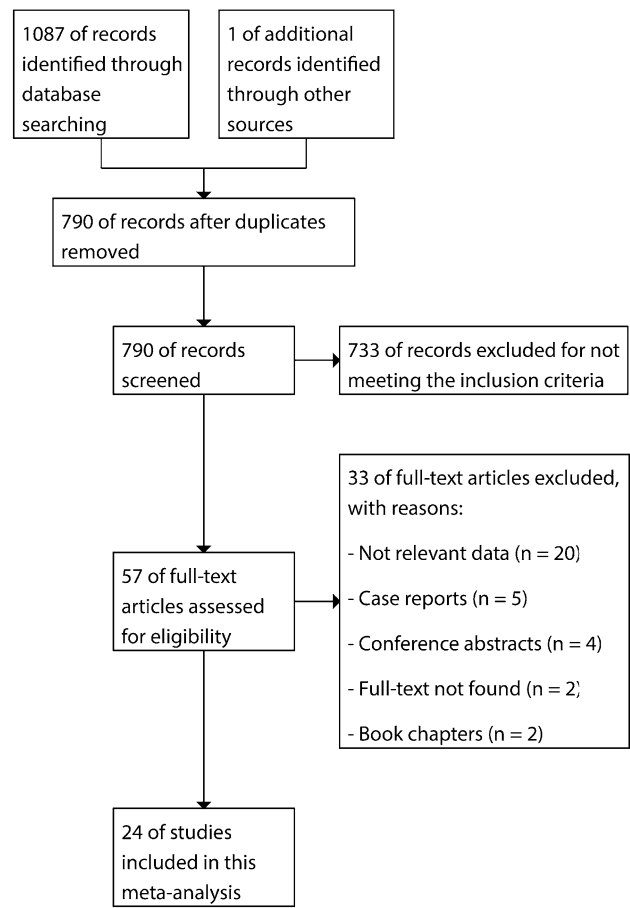 1087 of records
identified through
database
searching
1 of additional
records identified
through other
sources
790 of records after duplicates
removed
790 of records
screened
733 of records excluded for not
meeting the inclusion criteria
33 of full-text articles excluded,
with reasons:
- Not relevant data (n = 20)
- Case reports (n = 5)
- Conference abstracts (n = 4)
- Full-text not found (n = 2)
- Book chapters (n = 2)
57 of full-text
articles assessed
for eligibility
24 of studies
included in this
meta-analysis